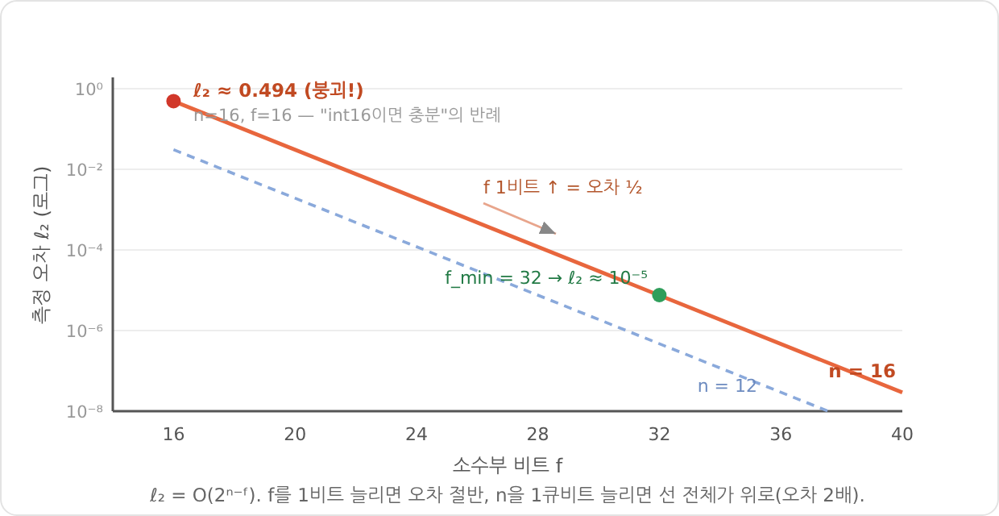 10⁰
ℓ₂ ≈ 0.494 (붕괴!)
n=16, f=16 — "int16이면 충분"의 반례
10⁻²
f 1비트 ↑ = 오차 ½
측정 오차 ℓ₂ (로그)
10⁻⁴
f_min = 32 → ℓ₂ ≈ 10⁻⁵
10⁻⁶
n = 16
n = 12
10⁻⁸
16 20 24 28 32 36 40
소수부 비트 f
ℓ₂ = O(2ⁿ⁻ᶠ). f를 1비트 늘리면 오차 절반, n을 1큐비트 늘리면 선 전체가 위로(오차 2배).